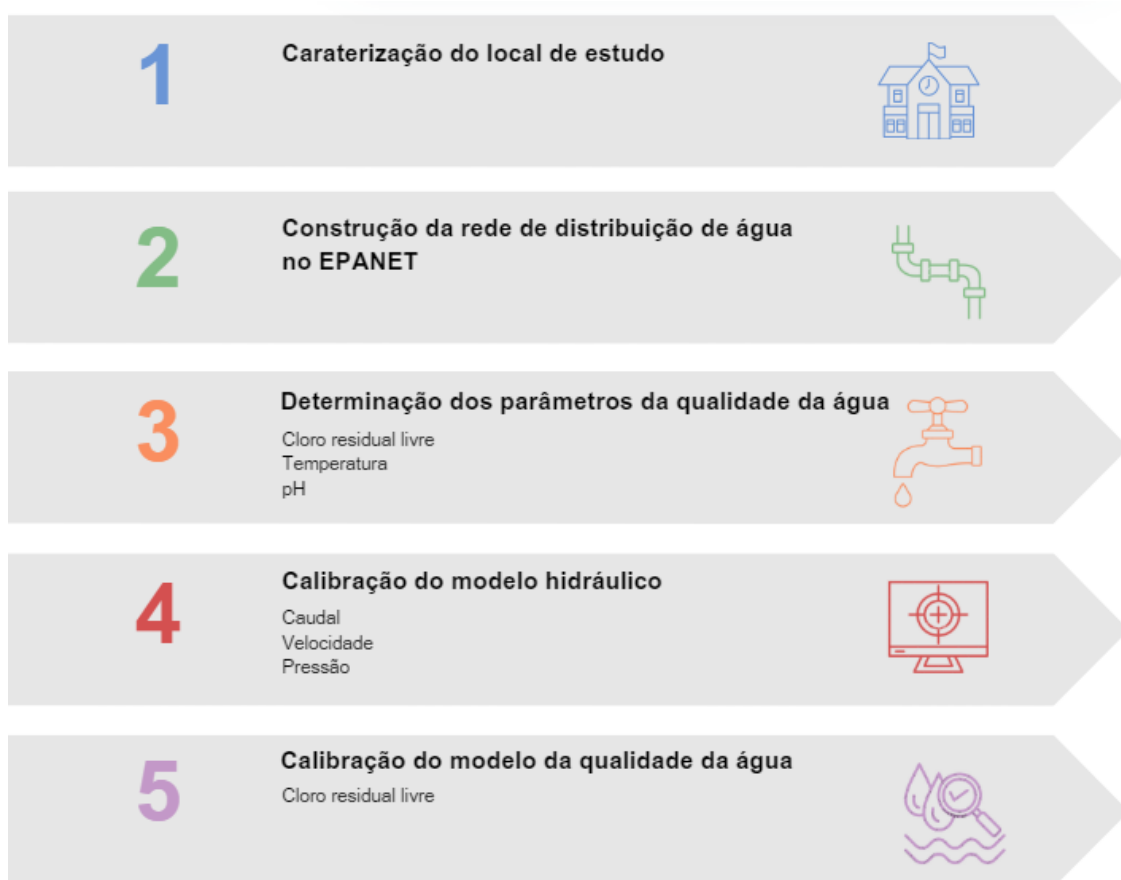 1
Caraterização do local de estudo
2
Construção da rede de distribuição de água
no EPANET
3
Determinação dos parâmetros da qualidade da água
Cloro residual livre
Temperatura
pH
4
Calibração do modelo hidráulico
Caudal
Velocidade
Pressão
5
Calibração do modelo da qualidade da água
Cloro residual livre